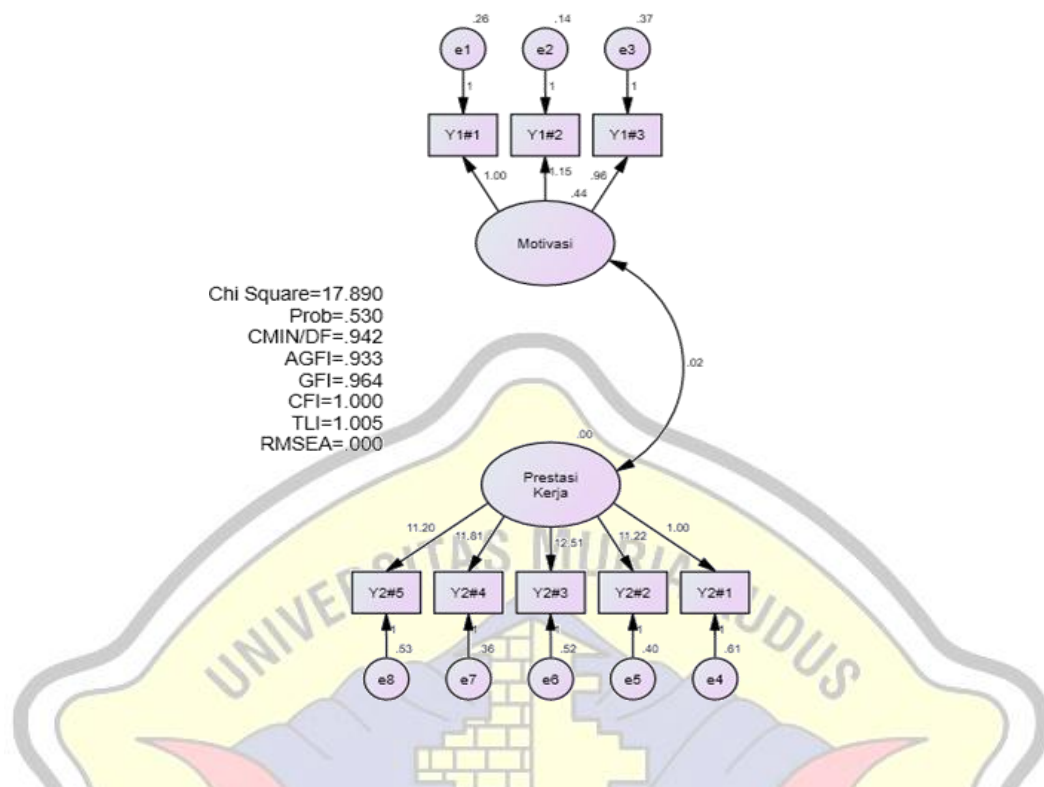 .26 .14 .37
e1 e2 e3
1 1 1
Y1#1 Y1#2 Y1#3
1.00 1.15 .96
.44
Motivasi
Chi Square=17.890
Prob=.530
CMIN/DF=.942
AGFI=.933
GFI=.964
CFI=1.000
TLI=1.005
RMSEA=.000
.02
.00
Prestasi
Kerja
11.20 11.81 12.51 11.22 1.00
Y2#5 Y2#4 Y2#3 Y2#2 Y2#1
1 1 1 1 1
.53 .36 .52 .40 .61
e8 e7 e6 e5 e4
UNIVERSITAS MURIA KUDUS